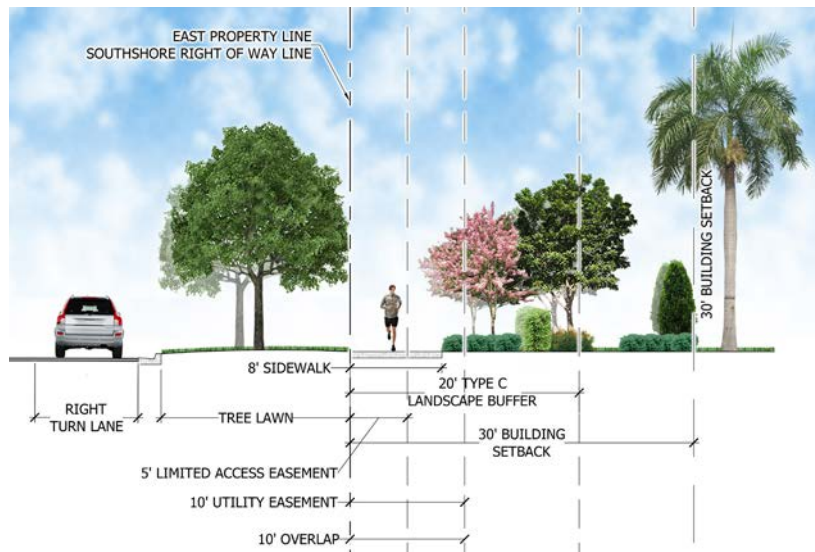 EAST PROPERTY LINE
SOUTHSHORE RIGHT OF WAY LINE
30' BUILDING SETBACK
8' SIDEWALK
20' TYPE C
LANDSCAPE BUFFER
RIGHT
TURN LANE
TREE LAWN
30' BUILDING
SETBACK
5' LIMITED ACCESS EASEMENT
10' UTILITY EASEMENT
10' OVERLAP